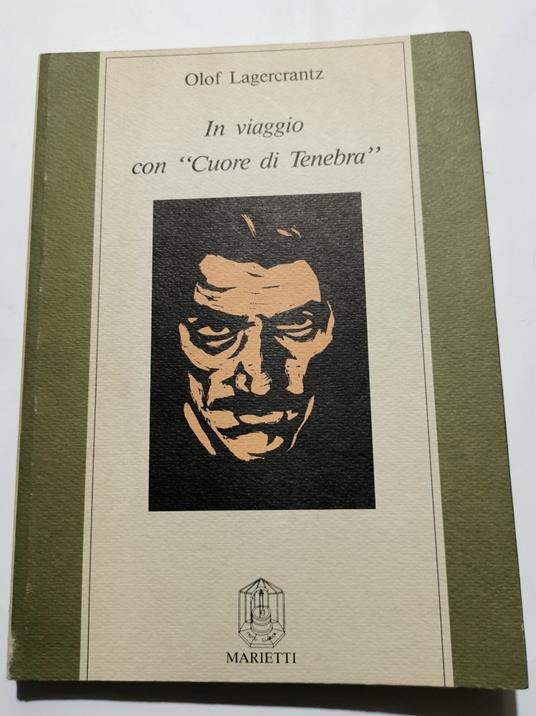 Olof Lagercrantz
In viaggio
con “Cuore di Tenebra”
MARIETTI